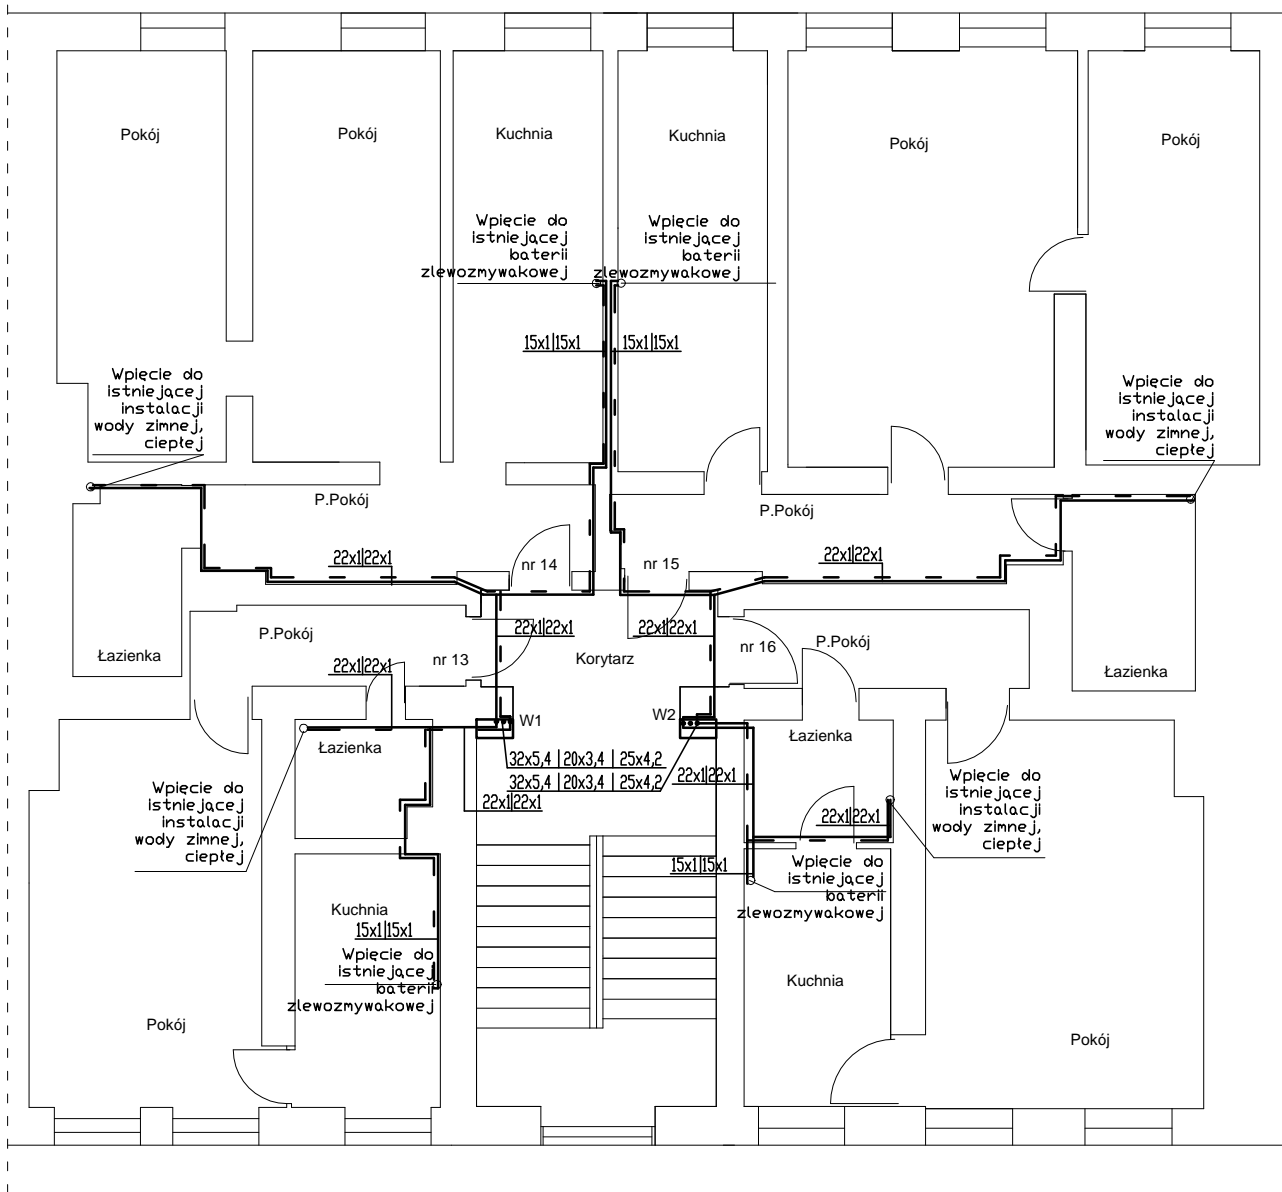 Pokój
Pokój
Kuchnia
Kuchnia
Pokój
Pokój
Wpięcie do
istniejącej
baterii
zlewozmywakowej
Wpięcie do
istniejącej
baterii
zlewozmywakowej
15x1|15x1
15x1|15x1
Wpięcie do
istniejącej
instalacji
wody zimnej,
ciepłej
Wpięcie do
istniejącej
instalacji
wody zimnej,
ciepłej
P.Pokój
P.Pokój
22x1|22x1
nr 14
nr 15
22x1|22x1
P.Pokój
22x1|22x1
22x1|22x1
P.Pokój
Łazienka
22x1|22x1
nr 13
Korytarz
nr 16
Łazienka
W1
W2
Łazienka
Łazienka
32x5,4 | 20x3,4 | 25x4,2
32x5,4 | 20x3,4 | 25x4,2
22x1|22x1
22x1|22x1
22x1|22x1
Wpięcie do
istniejącej
instalacji
wody zimnej,
ciepłej
Wpięcie do
istniejącej
instalacji
wody zimnej,
ciepłej
15x1|15x1
Wpięcie do
istniejącej
baterii
zlewozmywakowej
Kuchnia
15x1|15x1
Wpięcie do
istniejącej
baterii
zlewozmywakowej
Kuchnia
Pokój
Pokój